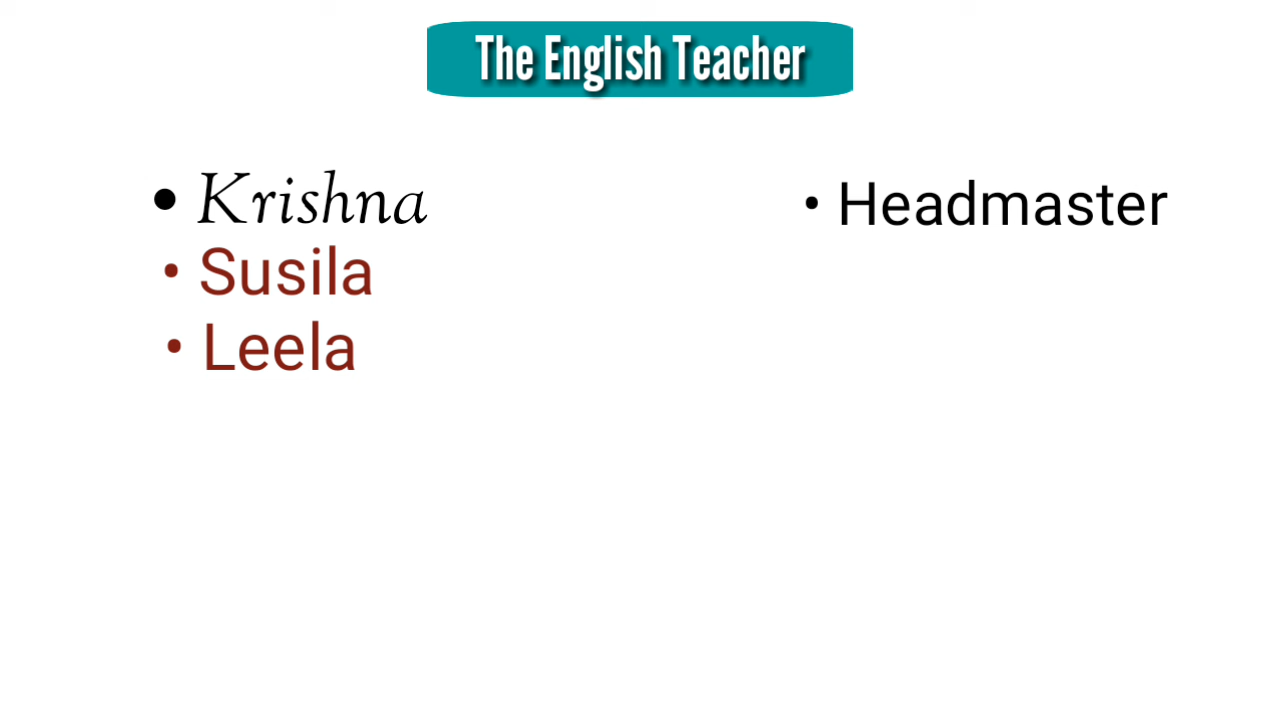 The English Teacher
• Krishna
• Susila
• Leela
• Headmaster